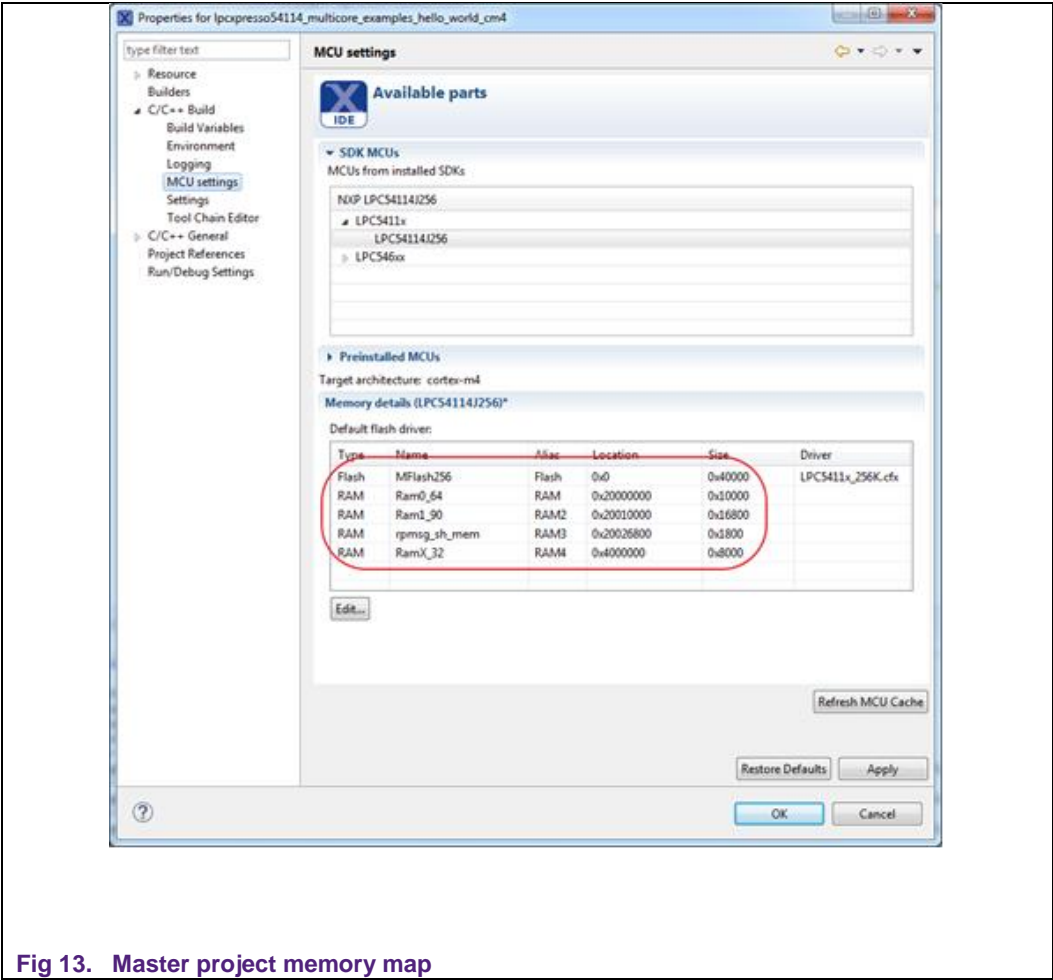 Properties for lpcxpresso54114_multicore_examples_hello_world_cm4
type filter text
MCU settings
Resource
Builders
C/C++ Build
Build Variables
Environment
Logging
MCU settings
Settings
Tool Chain Editor
C/C++ General
Project References
Run/Debug Settings
IDE
Available parts
SDK MCUs
MCUs from installed SDKs
NXP LPC54114J256
LPC5411x
LPC54114J256
LPC546xx
Preinstalled MCUs
Target architecture: cortex-m4
Memory details (LPC54114J256)*
Default flash driver:
Type Name Alias Location Size Driver
Flash MFlash256 Flash 0x0 0x40000 LPC5411x_256K.cfx
RAM Ram0_64 RAM 0x20000000 0x10000
RAM Ram1_90 RAM2 0x20010000 0x16800
RAM rpmsg_sh_mem RAM3 0x20026800 0x1800
RAM RamX_32 RAM4 0x4000000 0x8000
Edit...
Refresh MCU Cache
Restore Defaults Apply
OK Cancel
Fig 13. Master project memory map